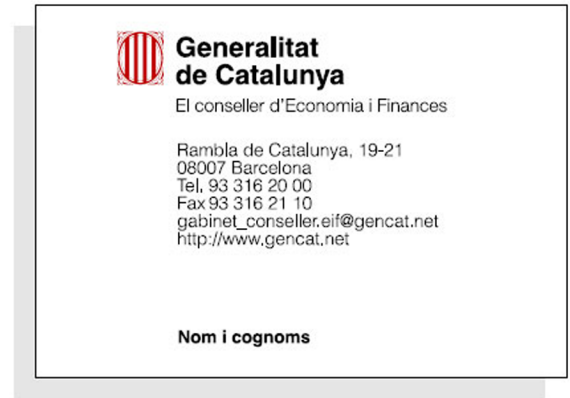 Generalitat
de Catalunya
El conseller d'Economia i Finances
Rambla de Catalunya, 19-21
08007 Barcelona
Tel. 93 316 20 00
Fax 93 316 21 10
gabinet_conseller.eif@gencat.net
http://www.gencat.net
Nom i cognoms